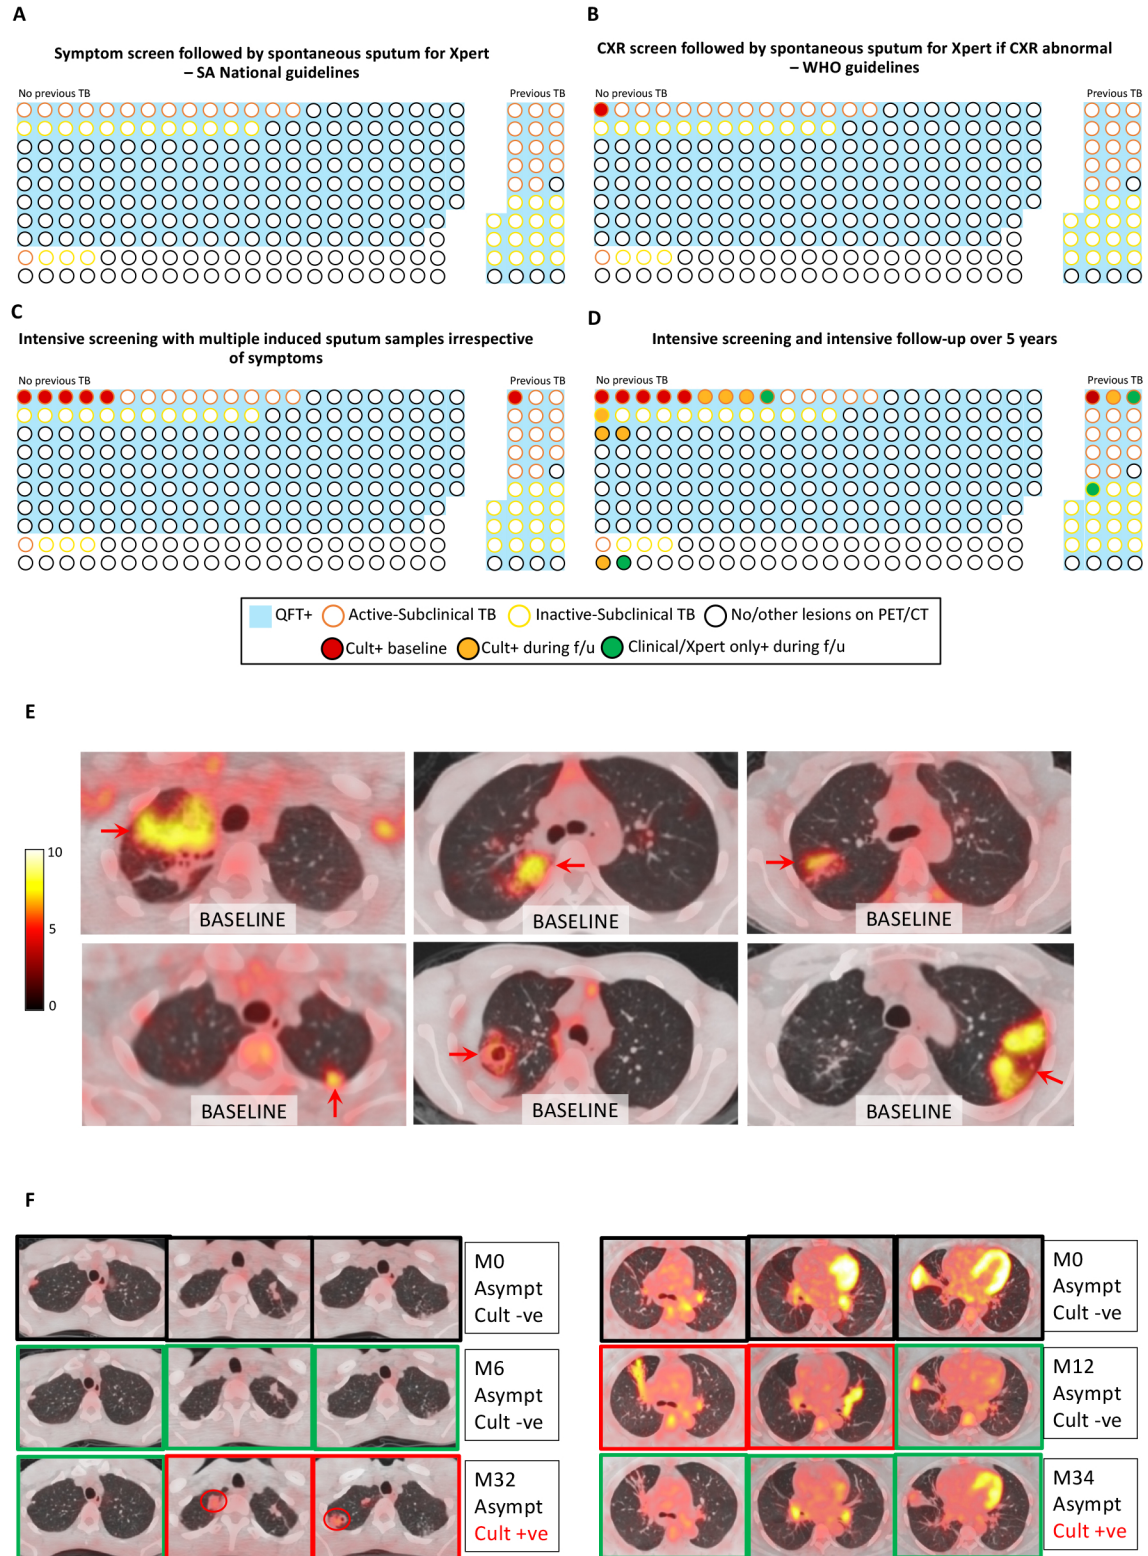 A
Symptom screen followed by spontaneous sputum for Xpert
– SA National guidelines
No previous TB
Previous TB
B
CXR screen followed by spontaneous sputum for Xpert if CXR abnormal
– WHO guidelines
No previous TB
Previous TB
C
Intensive screening with multiple induced sputum samples irrespective
of symptoms
No previous TB
Previous TB
D
Intensive screening and intensive follow-up over 5 years
No previous TB
Previous TB
QFT+ Active-Subclinical TB Inactive-Subclinical TB No/other lesions on PET/CT
Cult+ baseline Cult+ during f/u Clinical/Xpert only+ during f/u
E
10
5
0
BASELINE
BASELINE
BASELINE
BASELINE
BASELINE
BASELINE
F
M0
Asympt
Cult -ve
M6
Asympt
Cult -ve
M32
Asympt
Cult +ve
M0
Asympt
Cult -ve
M12
Asympt
Cult -ve
M34
Asympt
Cult +ve